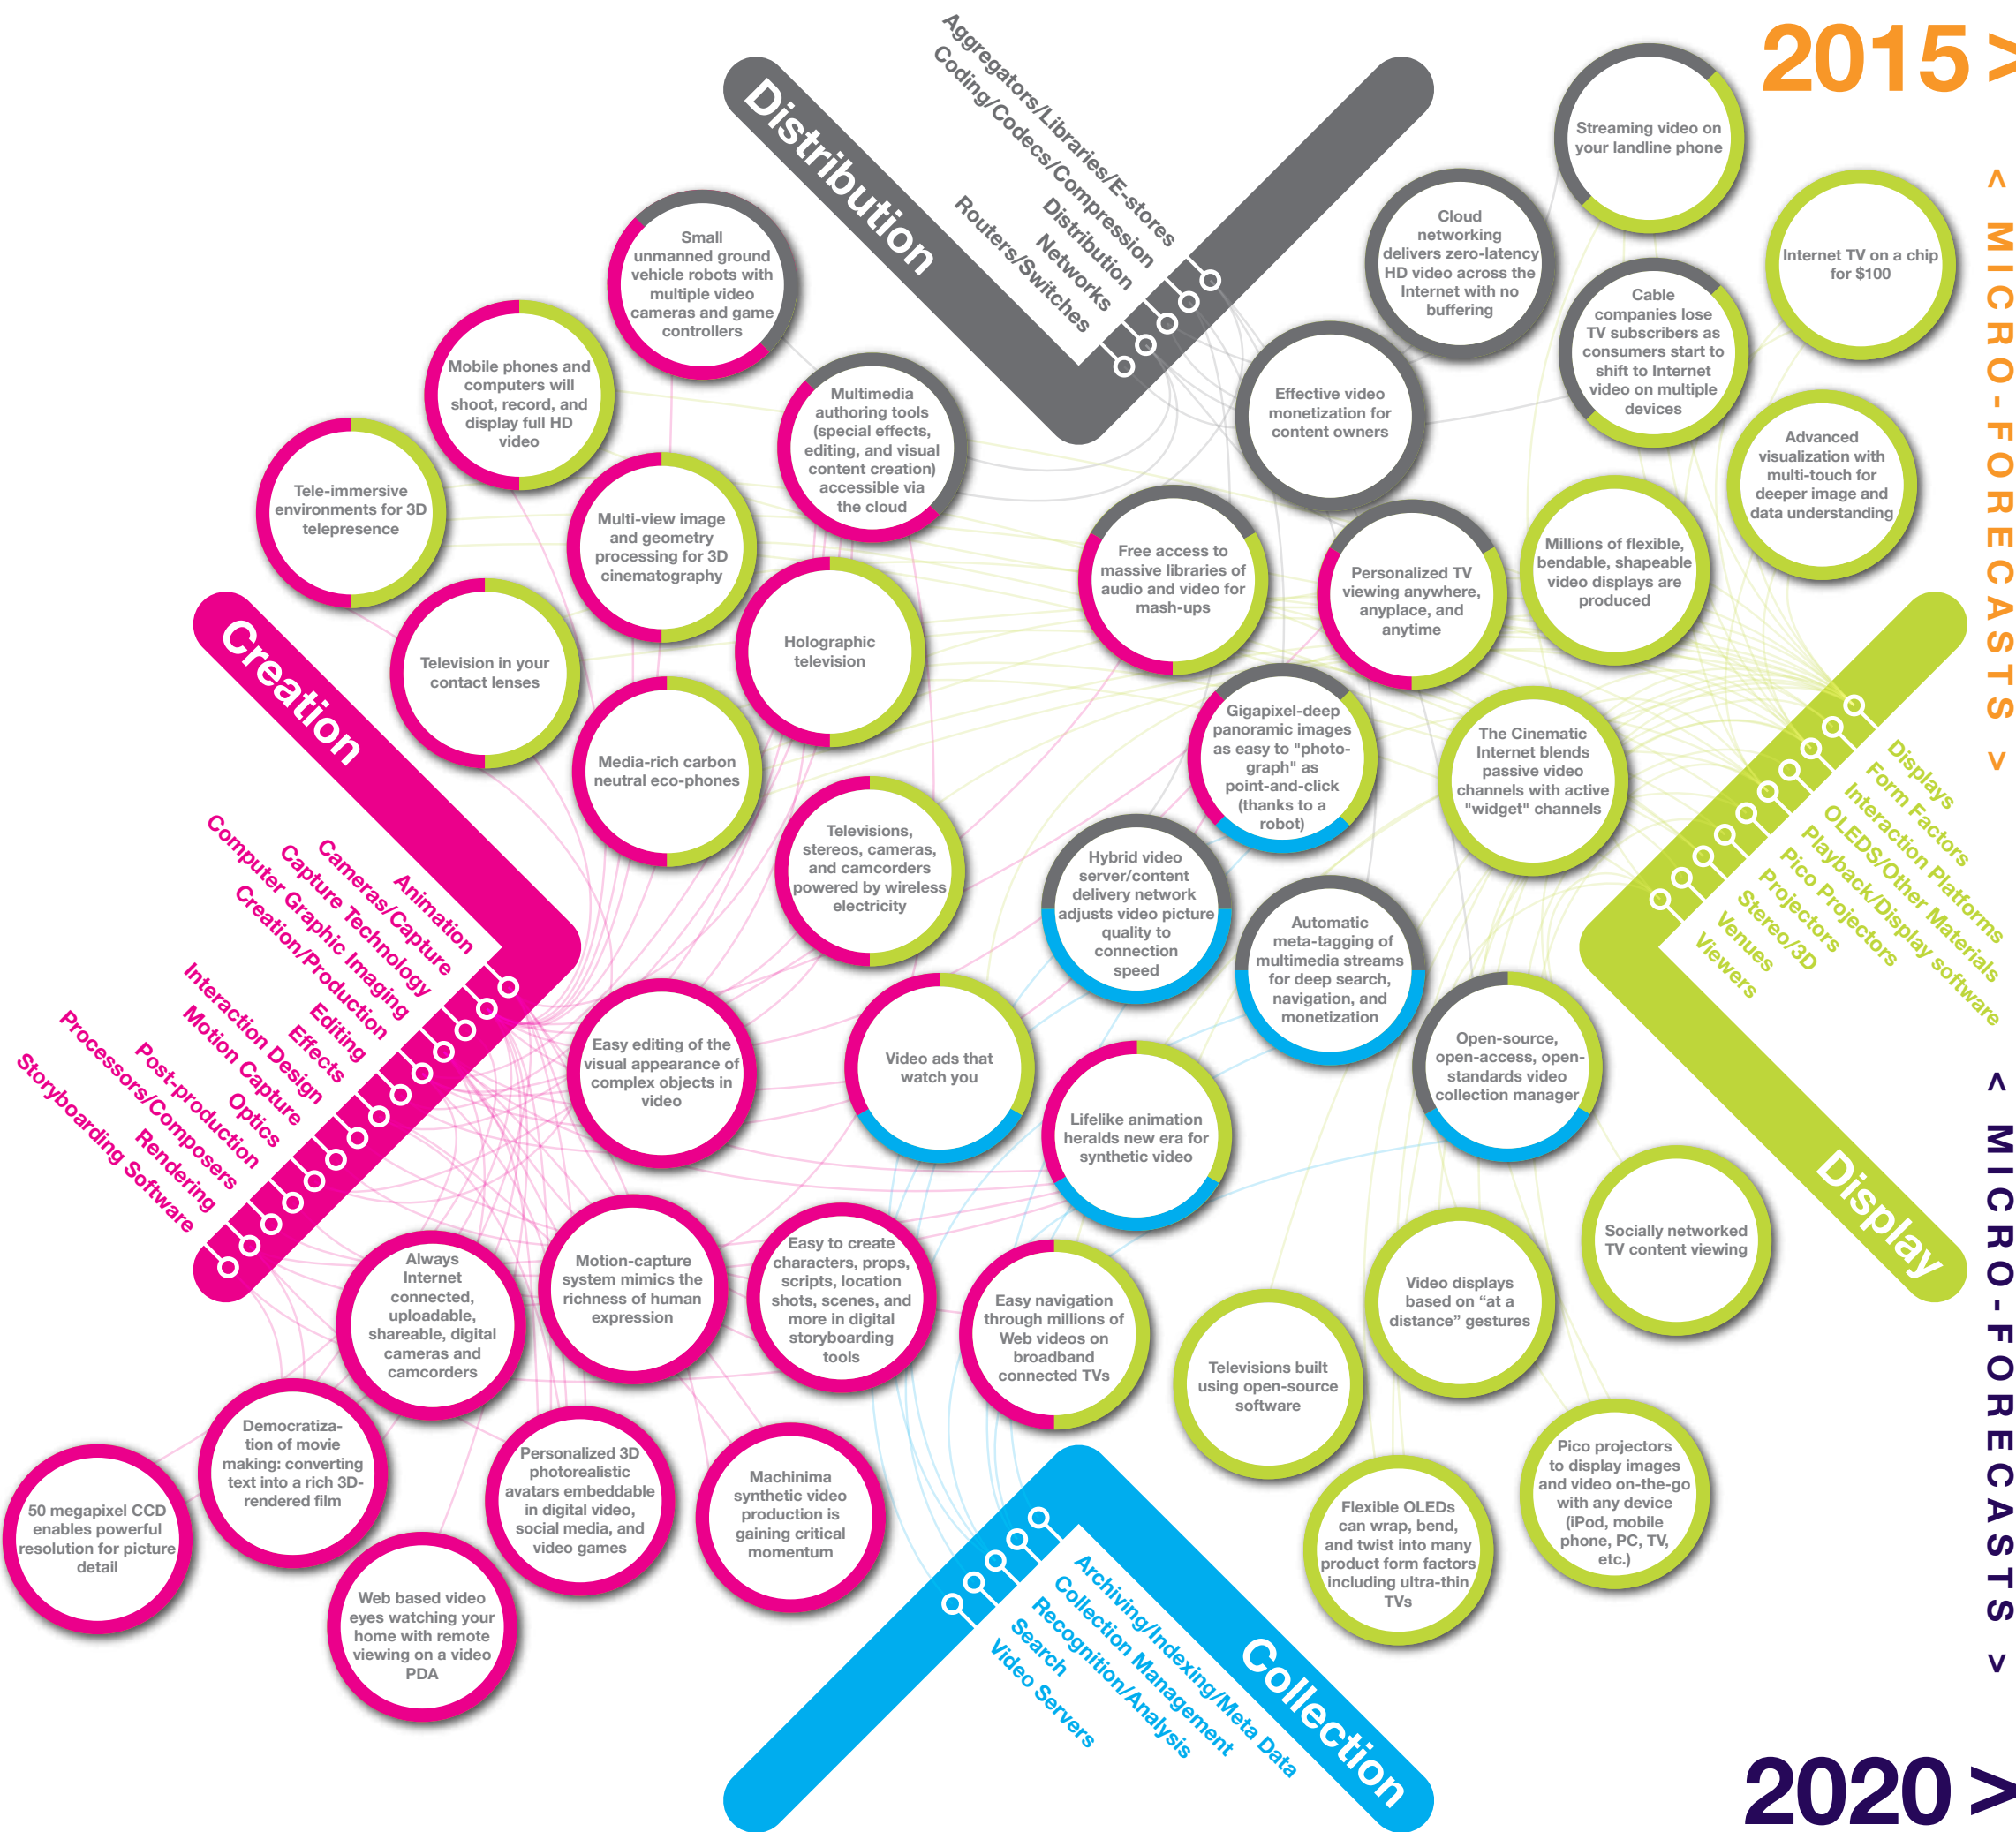 2015 >
< MICRO-FORECASTS >
< MICRO-FORECASTS >
2020 >
Distribution
Aggregators/Libraries/E-stores
Coding/Codecs/Compression
Distribution
Networks
Routers/Switches
Streaming video on
your landline phone
Internet TV on a chip
for $100
Cloud
networking
delivers zero-latency
HD video across the
Internet with no
buffering
Cable
companies lose
TV subscribers as
consumers start to
shift to Internet
video on multiple
devices
Small
unmanned ground
vehicle robots with
multiple video
cameras and game
controllers
Mobile phones and
computers will
shoot, record, and
display full HD
video
Multimedia
authoring tools
(special effects,
editing, and visual
content creation)
accessible via
the cloud
Effective video
monetization for
content owners
Advanced
visualization with
multi-touch for
deeper image and
data understanding
Tele-immersive
environments for 3D
telepresence
Multi-view image
and geometry
processing for 3D
cinematography
Free access to
massive libraries of
audio and video for
mash-ups
Personalized TV
viewing anywhere,
anyplace, and
anytime
Millions of flexible,
bendable, shapeable
video displays are
produced
Television in your
contact lenses
Holographic
television
Media-rich carbon
neutral eco-phones
Gigapixel-deep
panoramic images
as easy to "photo-
graph" as
point-and-click
(thanks to a
robot)
The Cinematic
Internet blends
passive video
channels with active
"widget" channels
Creation
Animation
Cameras/Capture
Capture Technology
Computer Graphic Imaging
Creation/Production
Editing
Effects
Interaction Design
Motion Capture
Optics
Post-production
Processors/Composers
Rendering
Storyboarding Software
Display
Displays
Form Factors
Interaction Platforms
OLEDS/Other Materials
Playback/Display software
Pico Projectors
Projectors
Stereo/3D
Venues
Viewers
Televisions,
stereos, cameras,
and camcorders
powered by wireless
electricity
Hybrid video
server/content
delivery network
adjusts video picture
quality to
connection
speed
Automatic
meta-tagging of
multimedia streams
for deep search,
navigation, and
monetization
Easy editing of the
visual appearance of
complex objects in
video
Video ads that
watch you
Open-source,
open-access, open-
standards video
collection manager
Lifelike animation
heralds new era for
synthetic video
Socially networked
TV content viewing
Always
Internet
connected,
uploadable,
shareable, digital
cameras and
camcorders
Motion-capture
system mimics the
richness of human
expression
Easy to create
characters, props,
scripts, location
shots, scenes, and
more in digital
storyboarding
tools
Easy navigation
through millions of
Web videos on
broadband
connected TVs
Video displays
based on “at a
distance” gestures
Televisions built
using open-source
software
Democratiza-
tion of movie
making: converting
text into a rich 3D-
rendered film
50 megapixel CCD
enables powerful
resolution for picture
detail
Personalized 3D
photorealistic
avatars embeddable
in digital video,
social media, and
video games
Machinima
synthetic video
production is
gaining critical
momentum
Web based video
eyes watching your
home with remote
viewing on a video
PDA
Flexible OLEDs
can wrap, bend,
and twist into many
product form factors
including ultra-thin
TVs
Pico projectors
to display images
and video on-the-go
with any device
(iPod, mobile
phone, PC, TV,
etc.)
Collection
Archiving/Indexing/Meta Data
Collection Management
Recognition/Analysis
Search
Video Servers